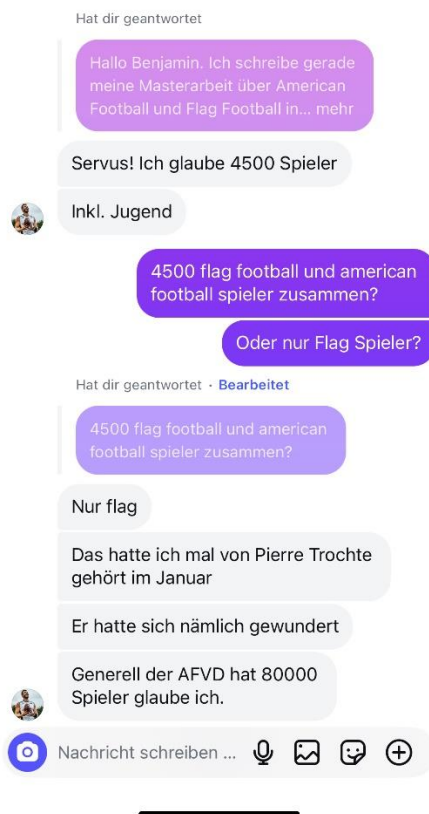 Hat dir geantwortet
Hallo Benjamin. Ich schreibe gerade
meine Masterarbeit über American
Football und Flag Football in... mehr
Servus! Ich glaube 4500 Spieler
Inkl. Jugend
4500 flag football und american
football spieler zusammen?
Oder nur Flag Spieler?
Hat dir geantwortet · Bearbeitet
4500 flag football und american
football spieler zusammen?
Nur flag
Das hatte ich mal von Pierre Trochte
gehört im Januar
Er hatte sich nämlich gewundert
Generell der AFVD hat 80000
Spieler glaube ich.
Nachricht schreiben ...